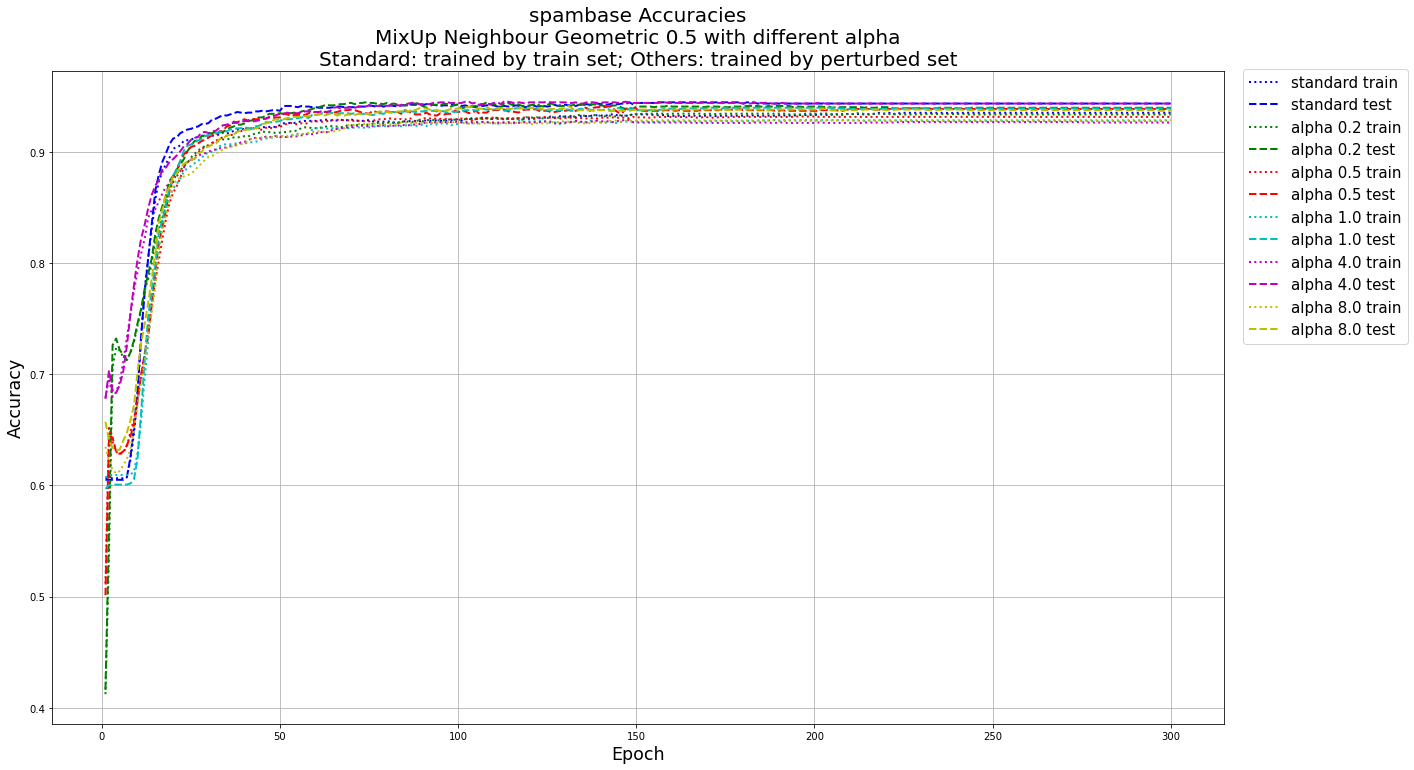 spambase Accuracies
MixUp Neighbour Geometric 0.5 with different alpha
Standard: trained by train set; Others: trained by perturbed set
standard train
standard test
alpha 0.2 train
alpha 0.2 test
alpha 0.5 train
alpha 0.5 test
alpha 1.0 train
alpha 1.0 test
alpha 4.0 train
alpha 4.0 test
alpha 8.0 train
alpha 8.0 test
Accuracy
0.9
0.8
0.7
0.6
0.5
0.4
0 50 100 150 200 250 300
Epoch